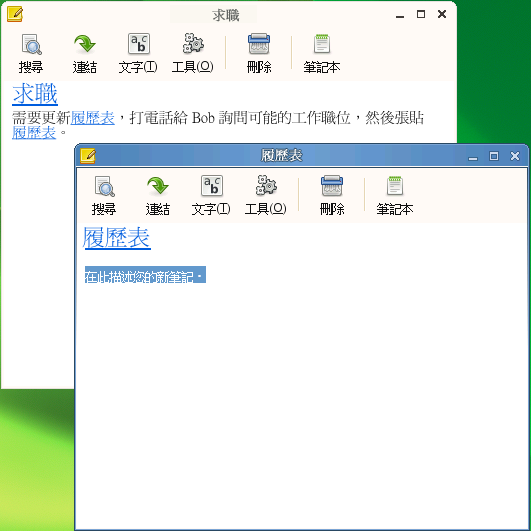 求職
搜尋 連結 文字(T) 工具(O) 刪除 筆記本
求職
需要更新履歷表，打電話給 Bob 詢問可能的工作職位，然後張貼
履歷表。
履歷表
搜尋 連結 文字(T) 工具(O) 刪除 筆記本
履歷表
在此描述您的新筆記。